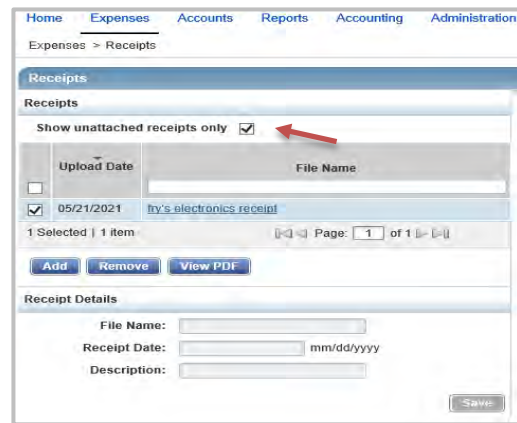 Home Expenses Accounts Reports Accounting Administration
Expenses > Receipts
Receipts
Receipts
Show unattached receipts only
Upload Date File Name
05/21/2021 fry's electronics receipt
1 Selected | 1 item Page: 1 of 1
Add Remove View PDF
Receipt Details
File Name:
Receipt Date: mm/dd/yyyy
Description:
Save